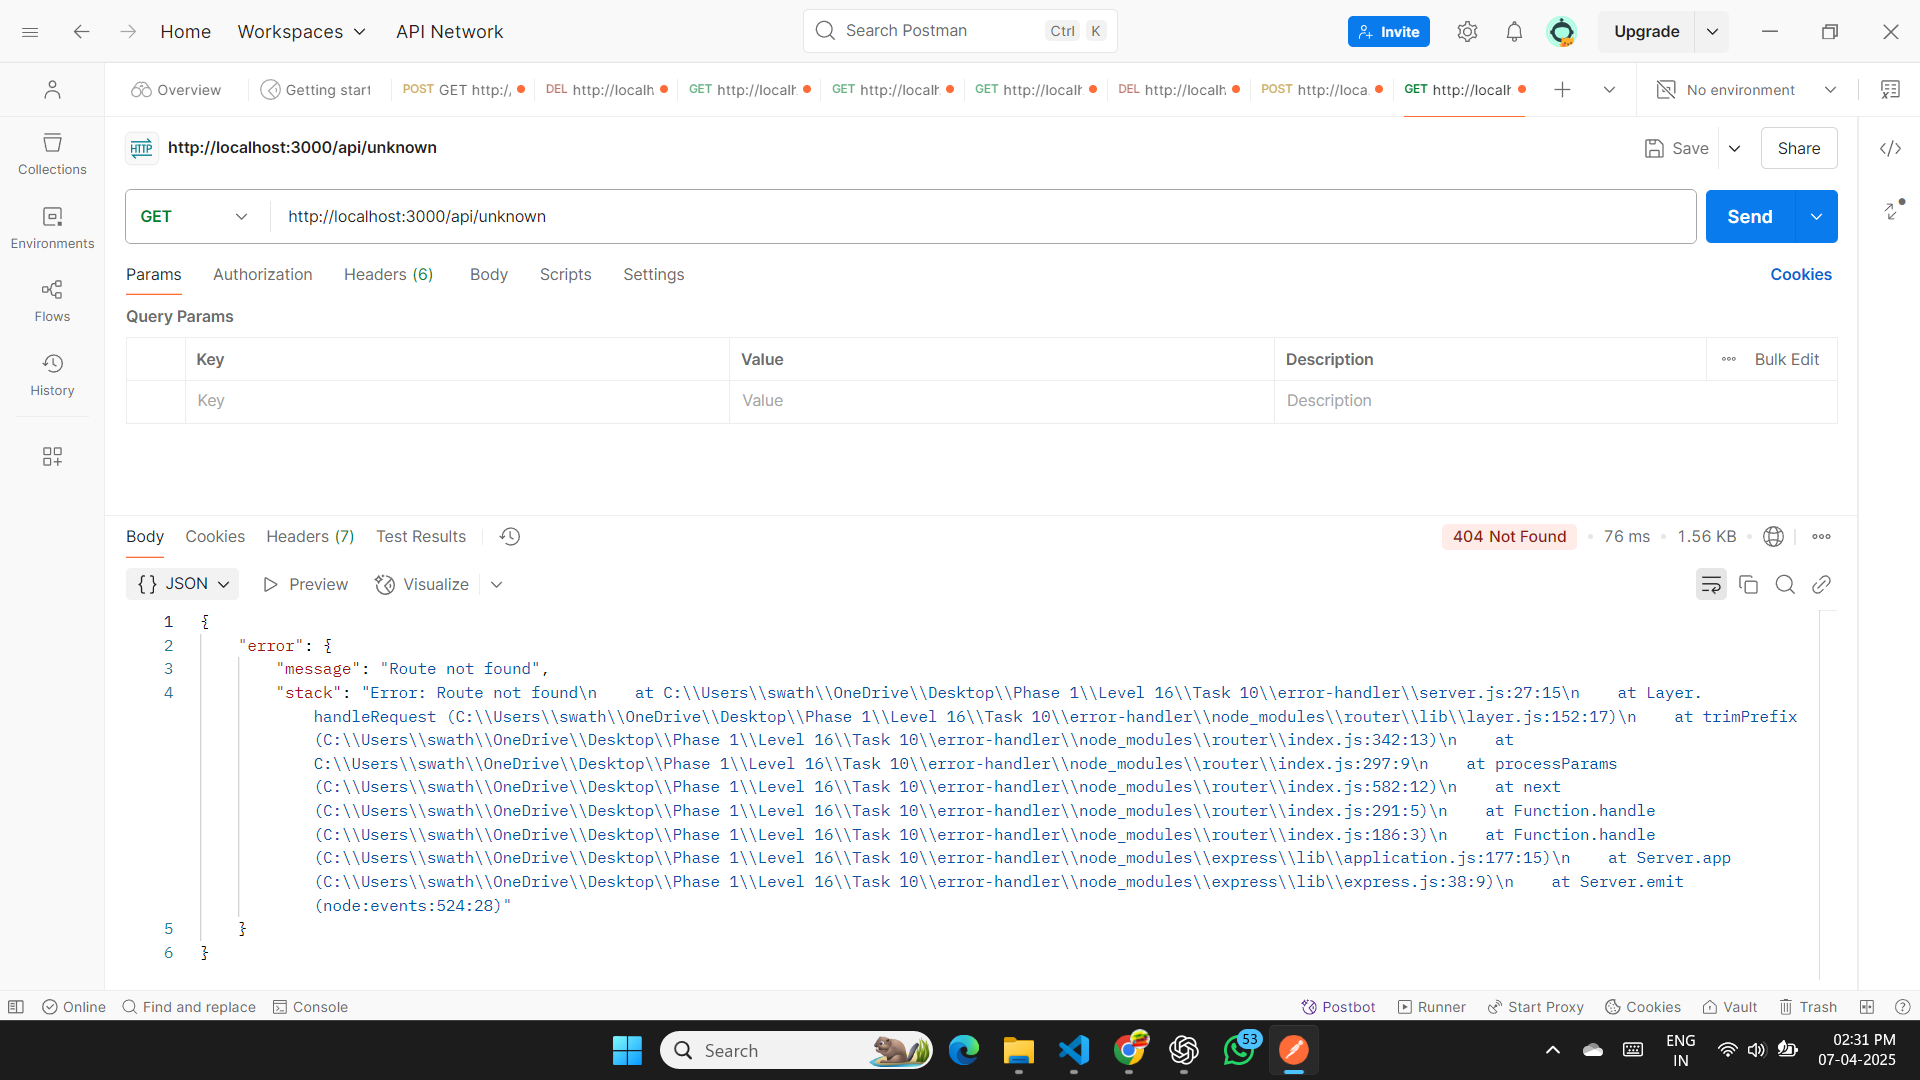 Home
Workspaces
API Network
Search Postman
Ctrl K
Invite
Upgrade
Overview
Getting start
POST GET http:/
DEL http://localh
GET http://localh
GET http://localh
GET http://localh
DEL http://localh
POST http://loca
GET http://localh
No environment
Collections
Environments
Flows
History
HTTP
http://localhost:3000/api/unknown
Save
Share
GET
http://localhost:3000/api/unknown
Send
Params
Authorization
Headers (6)
Body
Scripts
Settings
Cookies
Query Params
Key
Value
Description
Bulk Edit
Key
Value
Description
Body
Cookies
Headers (7)
Test Results
404 Not Found
76 ms
1.56 KB
{} JSON
Preview
Visualize
1 {
2 "error": {
3 "message": "Route not found",
4 "stack": "Error: Route not found\n    at C:\\Users\\swath\\OneDrive\\Desktop\\Phase 1\\Level 16\\Task 10\\error-handler\\server.js:27:15\n    at Layer.
handleRequest (C:\\Users\\swath\\OneDrive\\Desktop\\Phase 1\\Level 16\\Task 10\\error-handler\\node_modules\\router\\lib\\layer.js:152:17)\n    at trimPrefix
(C:\\Users\\swath\\OneDrive\\Desktop\\Phase 1\\Level 16\\Task 10\\error-handler\\node_modules\\router\\index.js:342:13)\n    at
C:\\Users\\swath\\OneDrive\\Desktop\\Phase 1\\Level 16\\Task 10\\error-handler\\node_modules\\router\\index.js:297:9\n    at processParams
(C:\\Users\\swath\\OneDrive\\Desktop\\Phase 1\\Level 16\\Task 10\\error-handler\\node_modules\\router\\index.js:582:12)\n    at next
(C:\\Users\\swath\\OneDrive\\Desktop\\Phase 1\\Level 16\\Task 10\\error-handler\\node_modules\\router\\index.js:291:5)\n    at Function.handle
(C:\\Users\\swath\\OneDrive\\Desktop\\Phase 1\\Level 16\\Task 10\\error-handler\\node_modules\\router\\index.js:186:3)\n    at Function.handle
(C:\\Users\\swath\\OneDrive\\Desktop\\Phase 1\\Level 16\\Task 10\\error-handler\\node_modules\\express\\lib\\application.js:177:15)\n    at Server.app
(C:\\Users\\swath\\OneDrive\\Desktop\\Phase 1\\Level 16\\Task 10\\error-handler\\node_modules\\express\\lib\\express.js:38:9)\n    at Server.emit
(node:events:524:28)"
5 }
6 }
Online
Find and replace
Console
Postbot
Runner
Start Proxy
Cookies
Vault
Trash
Search
53
ENG
IN
02:31 PM
07-04-2025